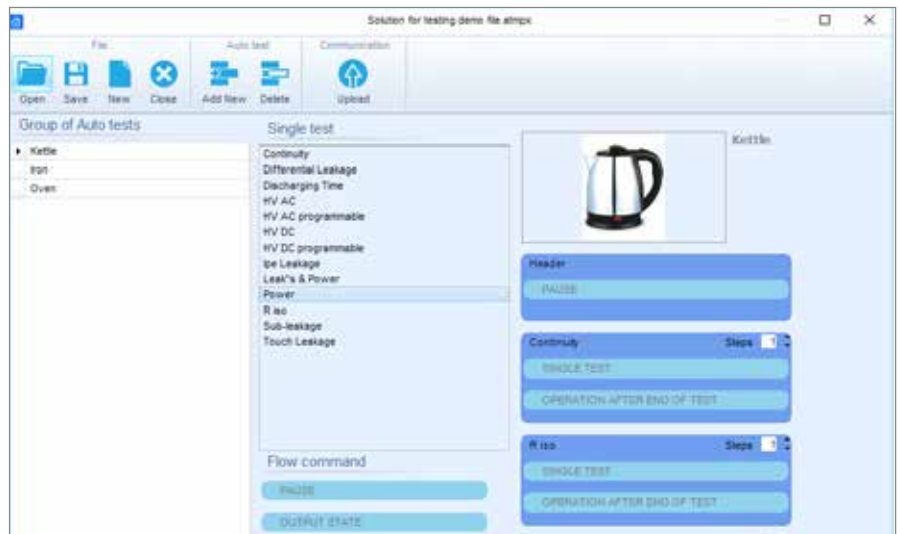 Solution for testing demo file.atmpx
File Auto test Communication
Open Save New Close Add New Delete Upload
Group of Auto tests
Kettle
Iron
Oven
Single test
Continuity
Differential Leakage
Discharging Time
HV AC
HV AC programmable
HV DC
HV DC programmable
Ipe Leakage
Leak"s & Power
Power
R iso
Sub-leakage
Touch Leakage
Flow command
PAUSE
OUTPUT STATE
Kettle
Header
PAUSE
Continuity Steps 1
SINGLE TEST
OPERATION AFTER END OF TEST
R iso Steps 1
SINGLE TEST
OPERATION AFTER END OF TEST